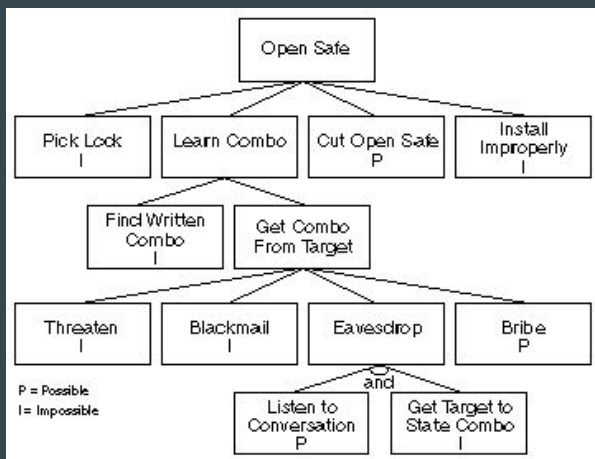 Open Safe
Pick Lock
I
Learn Combo
Cut Open Safe
P
Install
Improperly
I
Find Written
Combo
I
Get Combo
From Target
Threaten
I
Blackmail
I
Eavesdrop
Bribe
P
and
P = Possible
I = Impossible
Listen to
Conversation
P
Get Target to
State Combo
I